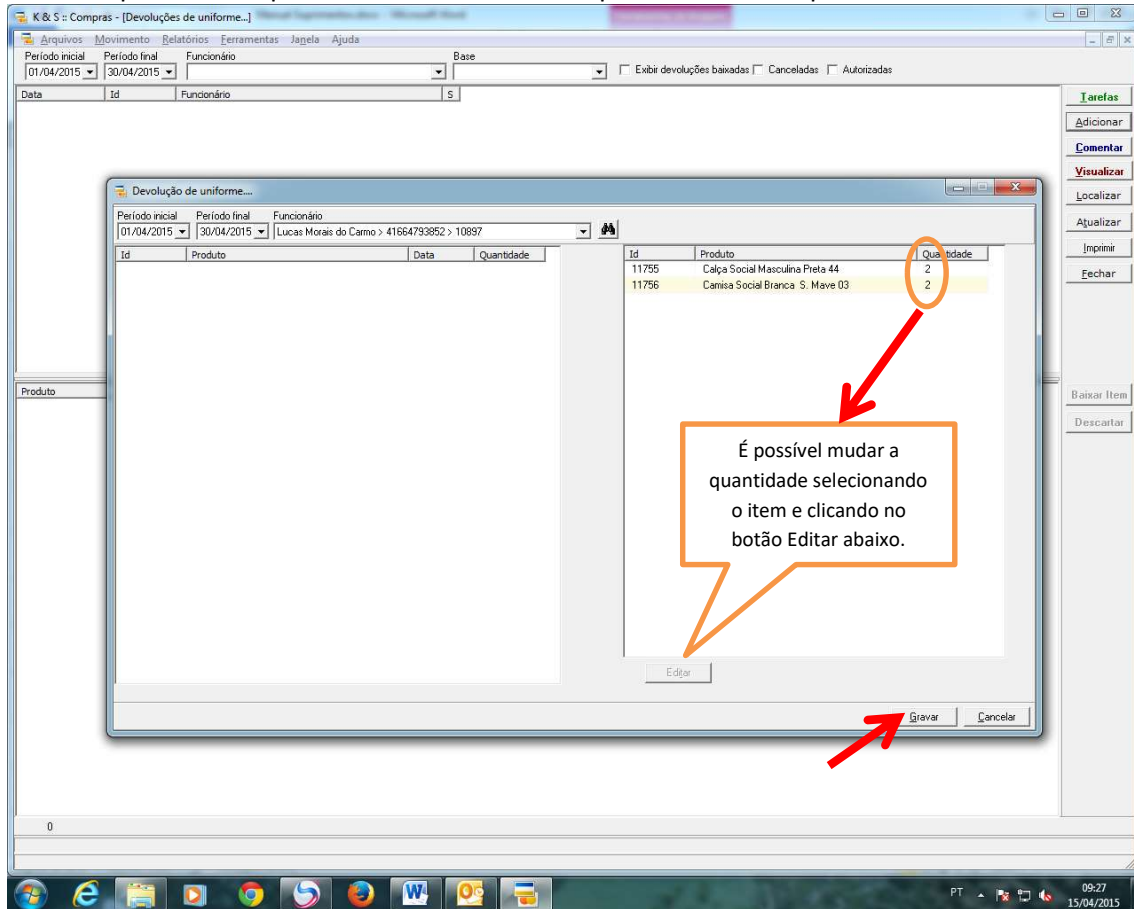 K & S :: Compras - [Devoluções de uniforme...]
Arquivos Movimento Relatórios Ferramentas Janela Ajuda
Período inicial Período final Funcionário Base
01/04/2015 30/04/2015 Exibir devoluções baixadas Canceladas Autorizadas
Data Id Funcionário S
Tarefas
Adicionar
Comentar
Visualizar
Localizar
Atualizar
Imprimir
Fechar
Devolução de uniforme....
Período inicial Período final Funcionário
01/04/2015 30/04/2015 Lucas Morais do Carmo > 41664793852 > 10897
Id Produto Data Quantidade
Id Produto Quantidade
11755 Calça Social Masculina Preta 44 2
11756 Camisa Social Branca S. Mave 03 2
Produto
Baixar Item
Descartar
É possível mudar a
quantidade selecionando
o item e clicando no
botão Editar abaixo.
Editar
Gravar Cancelar
0
PT 09:27
15/04/2015